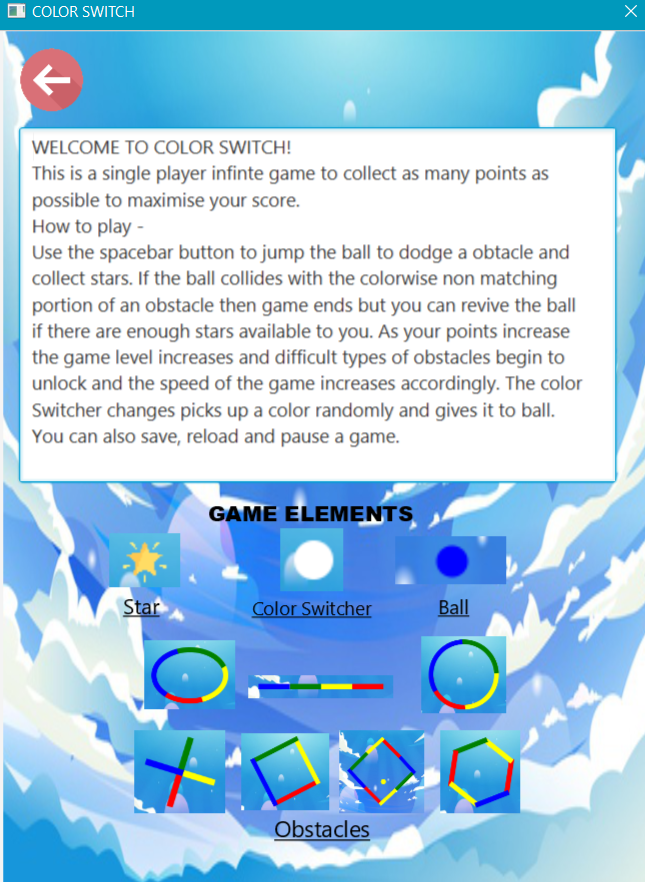 COLOR SWITCH
WELCOME TO COLOR SWITCH!
This is a single player infinte game to collect as many points as
possible to maximise your score.
How to play -
Use the spacebar button to jump the ball to dodge a obtacle and
collect stars. If the ball collides with the colorwise non matching
portion of an obstacle then game ends but you can revive the ball
if there are enough stars available to you. As your points increase
the game level increases and difficult types of obstacles begin to
unlock and the speed of the game increases accordingly. The color
Switcher changes picks up a color randomly and gives it to ball.
You can also save, reload and pause a game.
GAME ELEMENTS
Star Color Switcher Ball
Obstacles